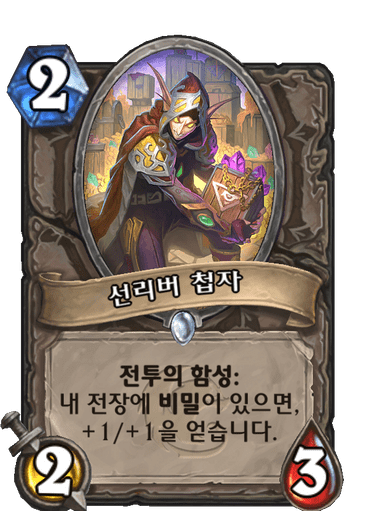 2
선리버 첩자
전투의 함성:
내 전장에 비밀이 있으면,
+1/+1을 얻습니다.
2
3